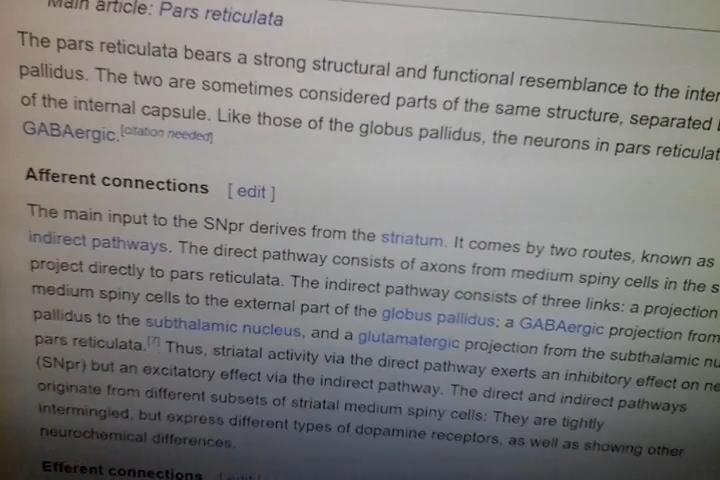 Main article: Pars reticulata
The pars reticulata bears a strong structural and functional resemblance to the inter
pallidus. The two are sometimes considered parts of the same structure, separated
of the internal capsule. Like those of the globus pallidus, the neurons in pars reticulat
GABAergic.[citation needed]
Afferent connections [ edit ]
The main input to the SNpr derives from the striatum. It comes by two routes, known as
indirect pathways. The direct pathway consists of axons from medium spiny cells in the s
project directly to pars reticulata. The indirect pathway consists of three links: a projection
medium spiny cells to the external part of the globus pallidus; a GABAergic projection from
pallidus to the subthalamic nucleus, and a glutamatergic projection from the subthalamic nu
pars reticulata.[7] Thus, striatal activity via the direct pathway exerts an inhibitory effect on ne
(SNpr) but an excitatory effect via the indirect pathway. The direct and indirect pathways
originate from different subsets of striatal medium spiny cells: They are tightly
intermingled, but express different types of dopamine receptors, as well as showing other
neurochemical differences.
Efferent connections [ edit ]